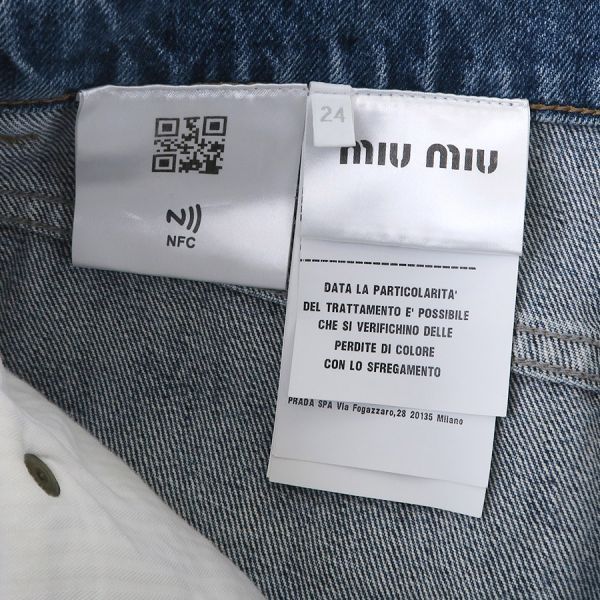 NFC
24
miu miu
DATA LA PARTICOLARITA'
DEL TRATTAMENTO E' POSSIBILE
CHE SI VERIFICHINO DELLE
PERDITE DI COLORE
CON LO SFREGAMENTO
PRADA SPA Via Fogazzaro,28 20135 Milano